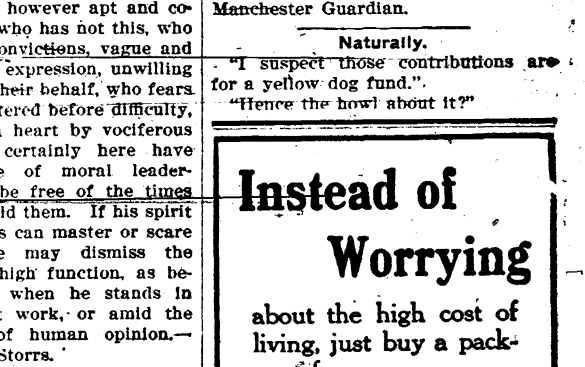 however apt and co-
who has not this, who
onvictions, vague and
expression, unwilling
heir behalf, who fears
tered before difficulty,
heart by vociferous
certainly here have
e of moral leader-
be free of the times
ld them. If his spirit
s can master or scare
e may dismiss the
high function, as be-
when he stands in
work, or amid the
of human opinion.—
Storrs.
Manchester Guardian.
Naturally.
"I suspect those contributions are
for a yellow dog fund."
"Hence the howl about it?"
Instead of
Worrying
about the high cost of
living, just buy a pack-